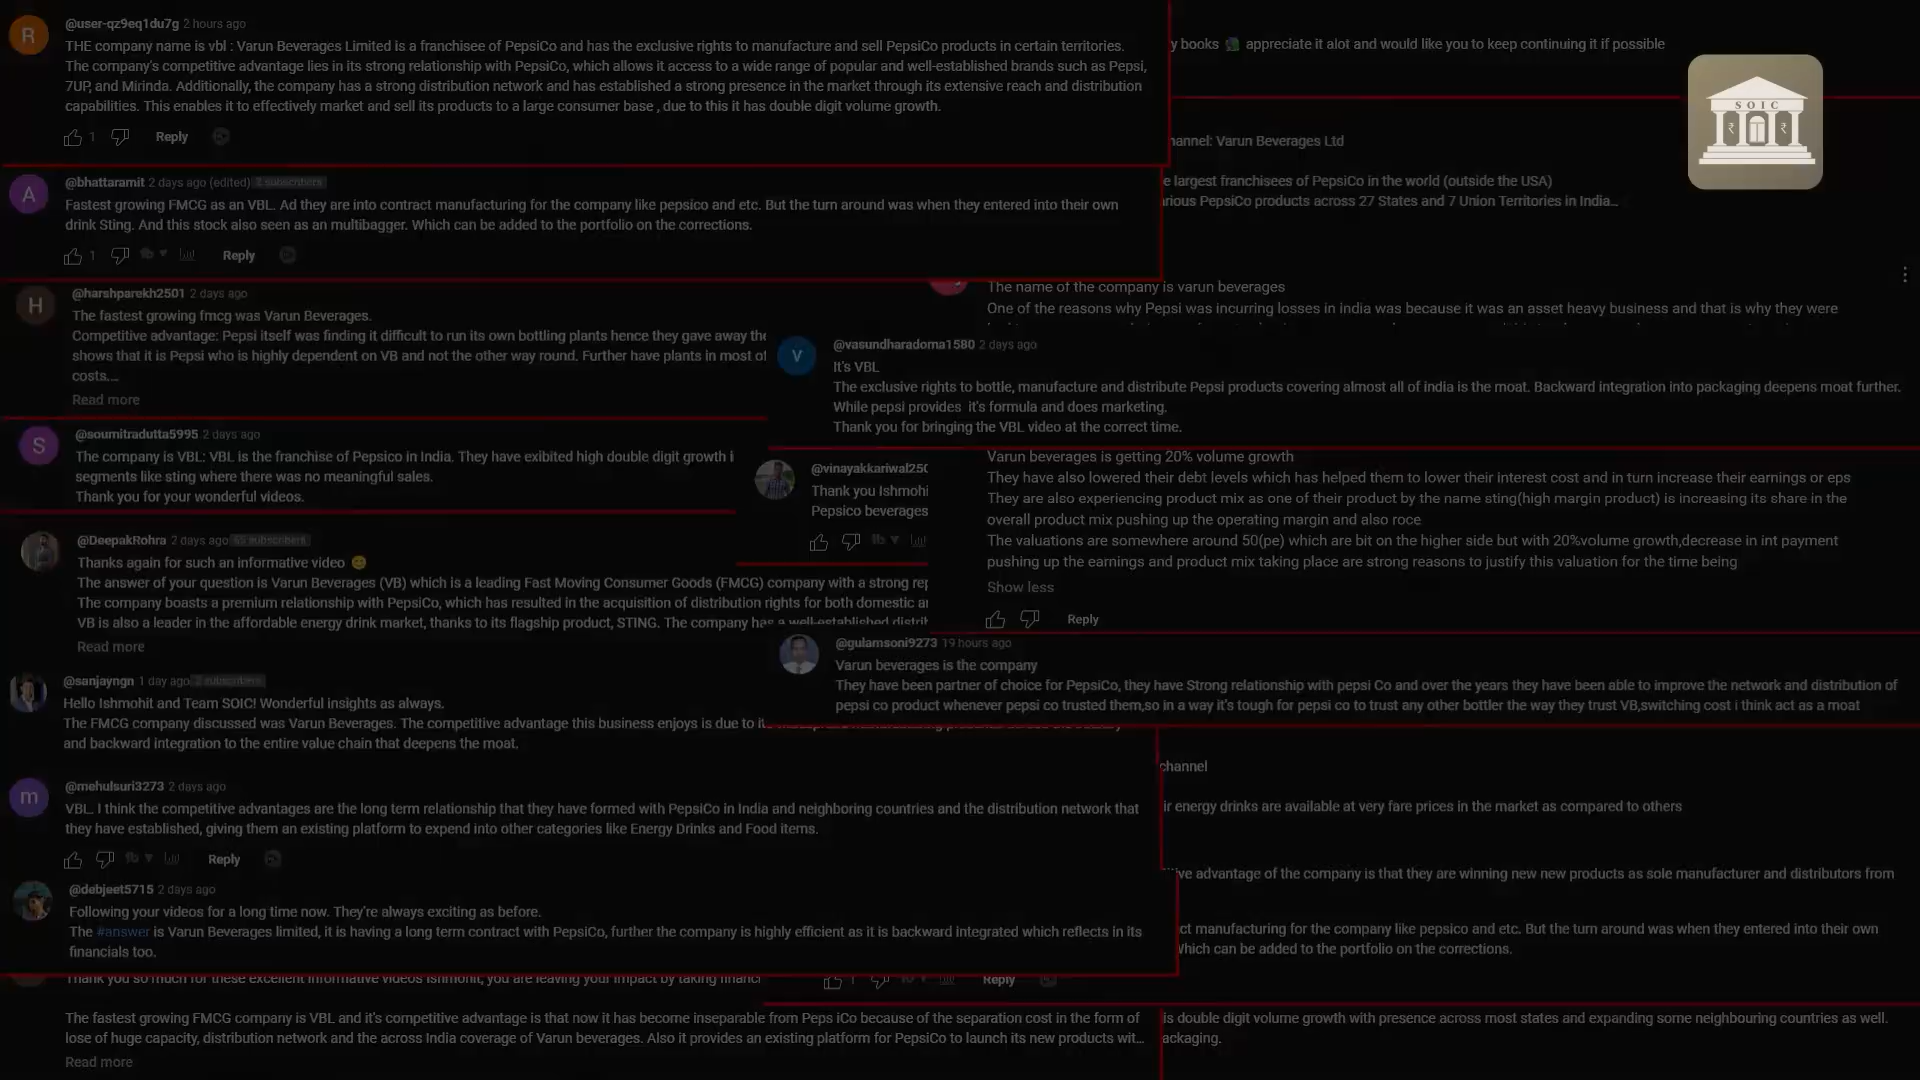 @user-qz9eq1du7g 2 hours ago
THE company name is vbl : Varun Beverages Limited is a franchisee of PepsiCo and has the exclusive rights to manufacture and sell PepsiCo products in certain territories.
The company's competitive advantage lies in its strong relationship with PepsiCo, which allows it access to a wide range of popular and well-established brands such as Pepsi,
7UP, and Mirinda. Additionally, the company has a strong distribution network and has established a strong presence in the market through its extensive reach and distribution
capabilities. This enables it to effectively market and sell its products to a large consumer base , due to this it has double digit volume growth.
1 Reply
y books appreciate it alot and would like you to keep continuing it if possible
SOIC
hannel: Varun Beverages Ltd
e largest franchisees of PepsiCo in the world (outside the USA)
rious PepsiCo products across 27 States and 7 Union Territories in India...
@bhattaramit 2 days ago (edited) 2 subscribers
Fastest growing FMCG as an VBL. Ad they are into contract manufacturing for the company like pepsico and etc. But the turn around was when they entered into their own
drink Sting. And this stock also seen as an multibagger. Which can be added to the portfolio on the corrections.
1 Reply
@harshparekh2501 2 days ago
The fastest growing fmcg was Varun Beverages.
Competitive advantage: Pepsi itself was finding it difficult to run its own bottling plants hence they gave away the
shows that it is Pepsi who is highly dependent on VB and not the other way round. Further have plants in most of
costs....
Read more
The name of the company is varun beverages
One of the reasons why Pepsi was incurring losses in india was because it was an asset heavy business and that is why they were
V
@vasundharadoma1580 2 days ago
It's VBL
The exclusive rights to bottle, manufacture and distribute Pepsi products covering almost all of india is the moat. Backward integration into packaging deepens moat further.
While pepsi provides it's formula and does marketing.
Thank you for bringing the VBL video at the correct time.
@soumitradutta5995 2 days ago
The company is VBL: VBL is the franchise of Pepsico in India. They have exibited high double digit growth i
segments like sting where there was no meaningful sales.
Thank you for your wonderful videos.
@vinayakkariwal250
Thank you Ishmohi
Pepsico beverages
Varun beverages is getting 20% volume growth
They have also lowered their debt levels which has helped them to lower their interest cost and in turn increase their earnings or eps
They are also experiencing product mix as one of their product by the name sting(high margin product) is increasing its share in the
overall product mix pushing up the operating margin and also roce
The valuations are somewhere around 50(pe) which are bit on the higher side but with 20%volume growth,decrease in int payment
pushing up the earnings and product mix taking place are strong reasons to justify this valuation for the time being
Show less
Reply
@DeepakRohra 2 days ago 65 subscribers
Thanks again for such an informative video 😊
The answer of your question is Varun Beverages (VB) which is a leading Fast Moving Consumer Goods (FMCG) company with a strong rep
The company boasts a premium relationship with PepsiCo, which has resulted in the acquisition of distribution rights for both domestic a
VB is also a leader in the affordable energy drink market, thanks to its flagship product, STING. The company has a well-established distri
Read more
@gulamsoni9273 19 hours ago
Varun beverages is the company
They have been partner of choice for PepsiCo, they have Strong relationship with pepsi Co and over the years they have been able to improve the network and distribution of
pepsi co product whenever pepsi co trusted them,so in a way it's tough for pepsi co to trust any other bottler the way they trust VB,switching cost i think act as a moat
@sanjayngn 1 day ago 2 subscribers
Hello Ishmohit and Team SOIC! Wonderful insights as always.
The FMCG company discussed was Varun Beverages. The competitive advantage this business enjoys is due to
and backward integration to the entire value chain that deepens the moat.
@mehulsuri3273 2 days ago
VBL. I think the competitive advantages are the long term relationship that they have formed with PepsiCo in India and neighboring countries and the distribution network that
they have established, giving them an existing platform to expend into other categories like Energy Drinks and Food items.
Reply
channel
ir energy drinks are available at very fare prices in the market as compared to others
ve advantage of the company is that they are winning new new products as sole manufacturer and distributors from
ct manufacturing for the company like pepsico and etc. But the turn around was when they entered into their own
Which can be added to the portfolio on the corrections.
@debjeet5715 2 days ago
Following your videos for a long time now. They're always exciting as before.
The #answer is Varun Beverages limited, it is having a long term contract with PepsiCo, further the company is highly efficient as it is backward integrated which reflects in its
financials too.
Thank you so much for these excellent informative videos Ishmohit, you are leaving your impact by taking financi
1 Reply
The fastest growing FMCG company is VBL and it's competitive advantage is that now it has become inseparable from Peps iCo because of the separation cost in the form of
lose of huge capacity, distribution network and the across India coverage of Varun beverages. Also it provides an existing platform for PepsiCo to launch its new products wit...
Read more
is double digit volume growth with presence across most states and expanding some neighbouring countries as well.
ackaging.